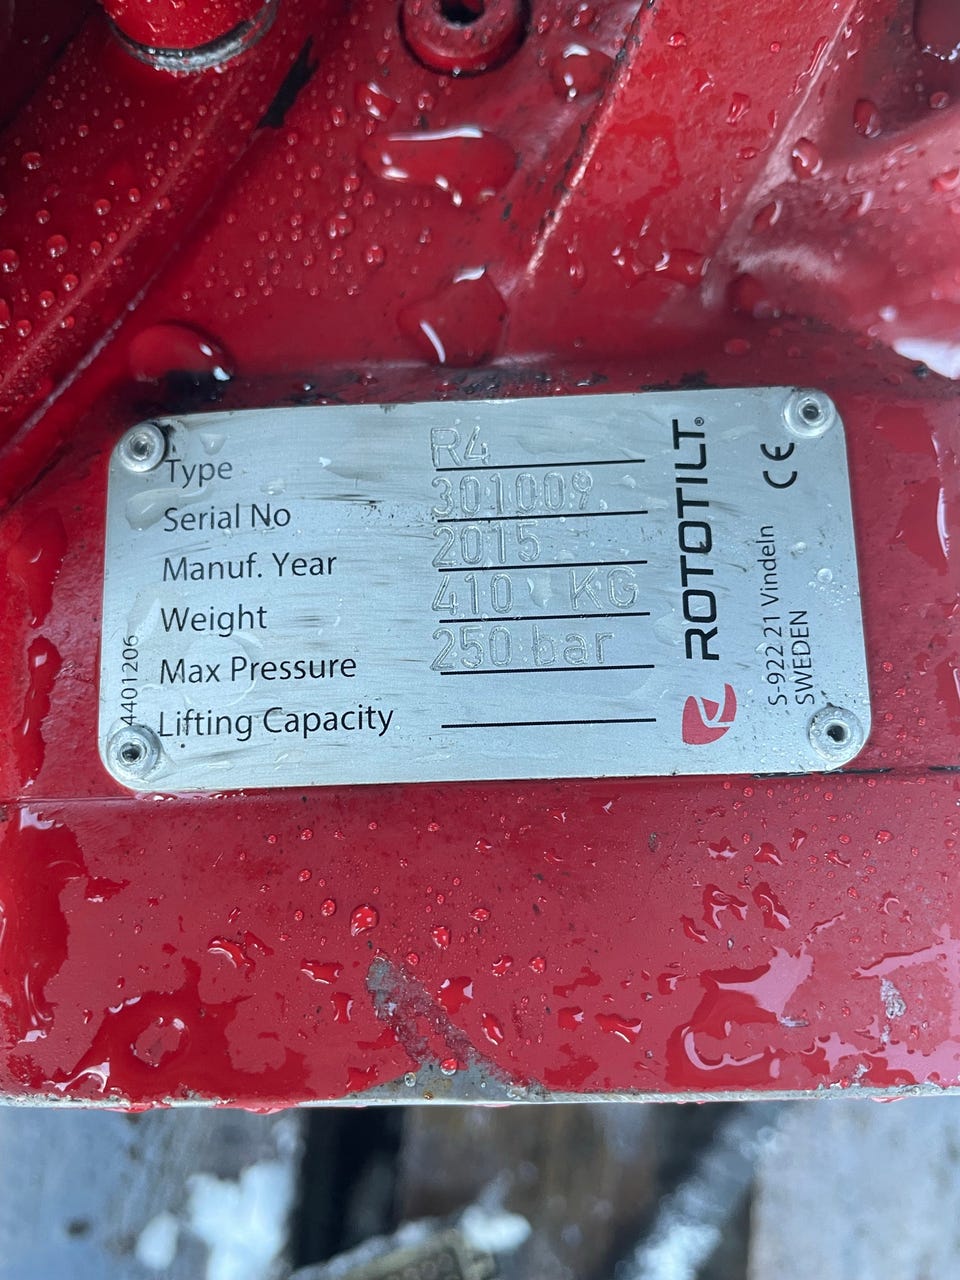 Type R4
Serial No 301009
Manuf. Year 2015
Weight 410 KG
Max Pressure 250 bar
Lifting Capacity
4401206
ROTOTILT®
CE
S-922 21 Vindeln
SWEDEN